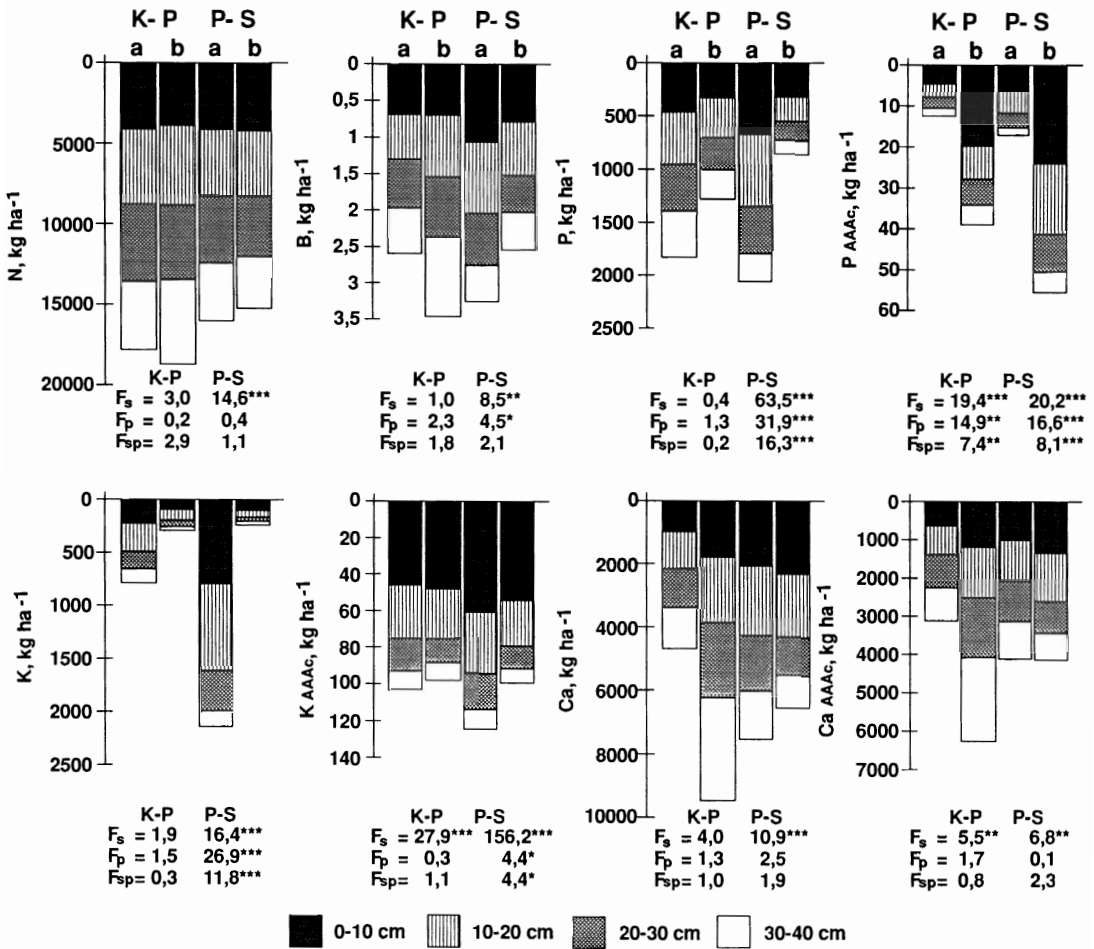 K- P P- S
a b a b
0
5000
10000
15000
20000
N, kg ha-1
K-P P-S
Fs = 3,0 14,6***
Fp = 0,2 0,4
Fsp= 2,9 1,1
a b a b
0
0,5
1
1,5
2
2,5
3
3,5
B, kg ha-1
K- P P- S
K-P P-S
Fs = 1,0 8,5**
Fp = 2,3 4,5*
Fsp= 1,8 2,1
K- P P- S
a b a b
0
500
1000
1500
2000
2500
P, kg ha-1
K-P P-S
Fs = 0,4 63,5***
Fp = 1,3 31,9***
Fsp= 0,2 16,3***
K- P P- S
a b a b
0
10
20
30
40
50
60
P AAAc, kg ha-1
K-P P-S
Fs = 19,4*** 20,2***
Fp = 14,9** 16,6***
Fsp= 7,4** 8,1***
0
500
1000
1500
2000
2500
K, kg ha-1
K-P P-S
Fs = 1,9 16,4***
Fp = 1,5 26,9***
Fsp= 0,3 11,8***
0
20
40
60
80
100
120
140
K AAAc, kg ha-1
K-P P-S
Fs = 27,9*** 156,2***
Fp = 0,3 4,4*
Fsp= 1,1 4,4*
0
2000
4000
6000
8000
10000
Ca, kg ha-1
K-P P-S
Fs = 4,0 10,9***
Fp = 1,3 2,5
Fsp= 1,0 1,9
0
1000
2000
3000
4000
5000
6000
7000
Ca AAAc, kg ha-1
K-P P-S
Fs = 5,5** 6,8**
Fp = 1,7 0,1
Fsp= 0,8 2,3
0-10 cm 10-20 cm 20-30 cm 30-40 cm